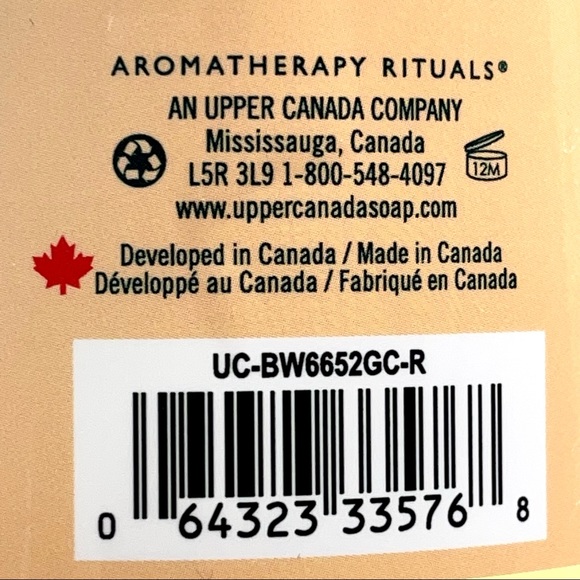 AROMATHERAPY RITUALS®
AN UPPER CANADA COMPANY
Mississauga, Canada
L5R 3L9 1-800-548-4097
12M
www.uppercanadasoap.com
Developed in Canada / Made in Canada
Développé au Canada / Fabriqué en Canada
UC-BW6652GC-R
0 64323 33576 8